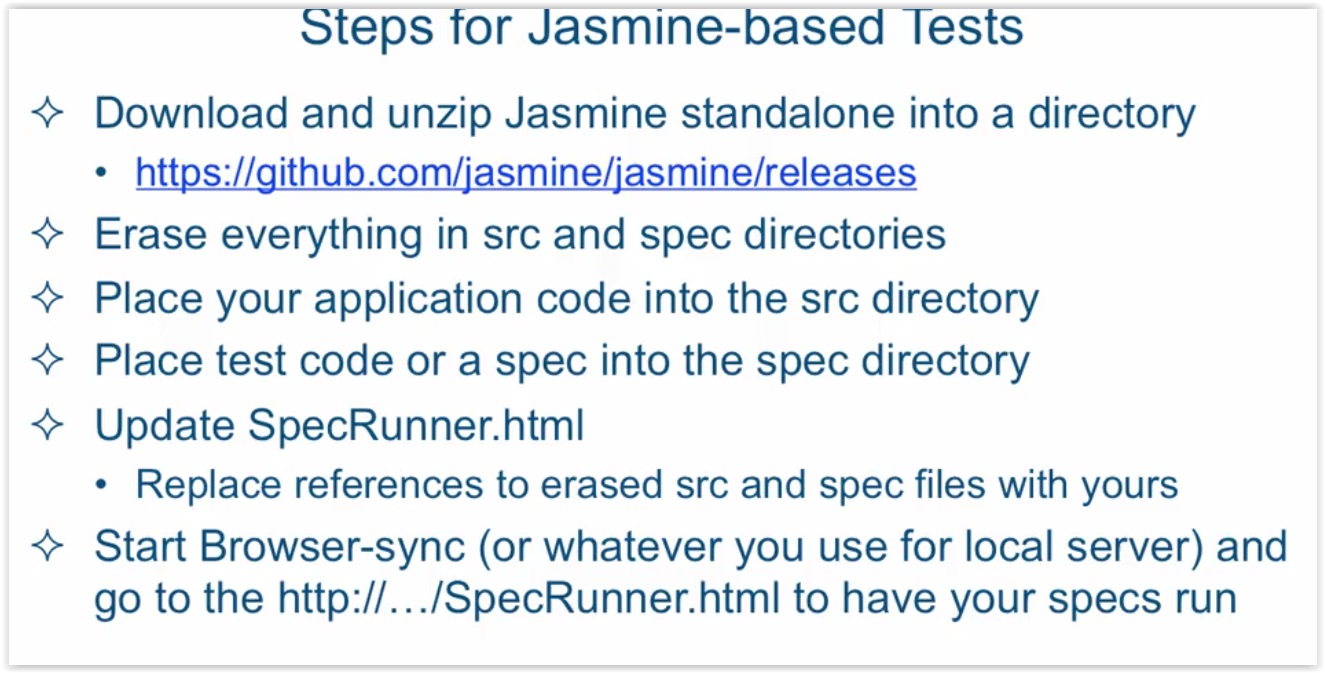 Steps for Jasmine-based Tests
✧ Download and unzip Jasmine standalone into a directory
• https://github.com/jasmine/jasmine/releases
✧ Erase everything in src and spec directories
✧ Place your application code into the src directory
✧ Place test code or a spec into the spec directory
✧ Update SpecRunner.html
• Replace references to erased src and spec files with yours
✧ Start Browser-sync (or whatever you use for local server) and
go to the http://…/SpecRunner.html to have your specs run